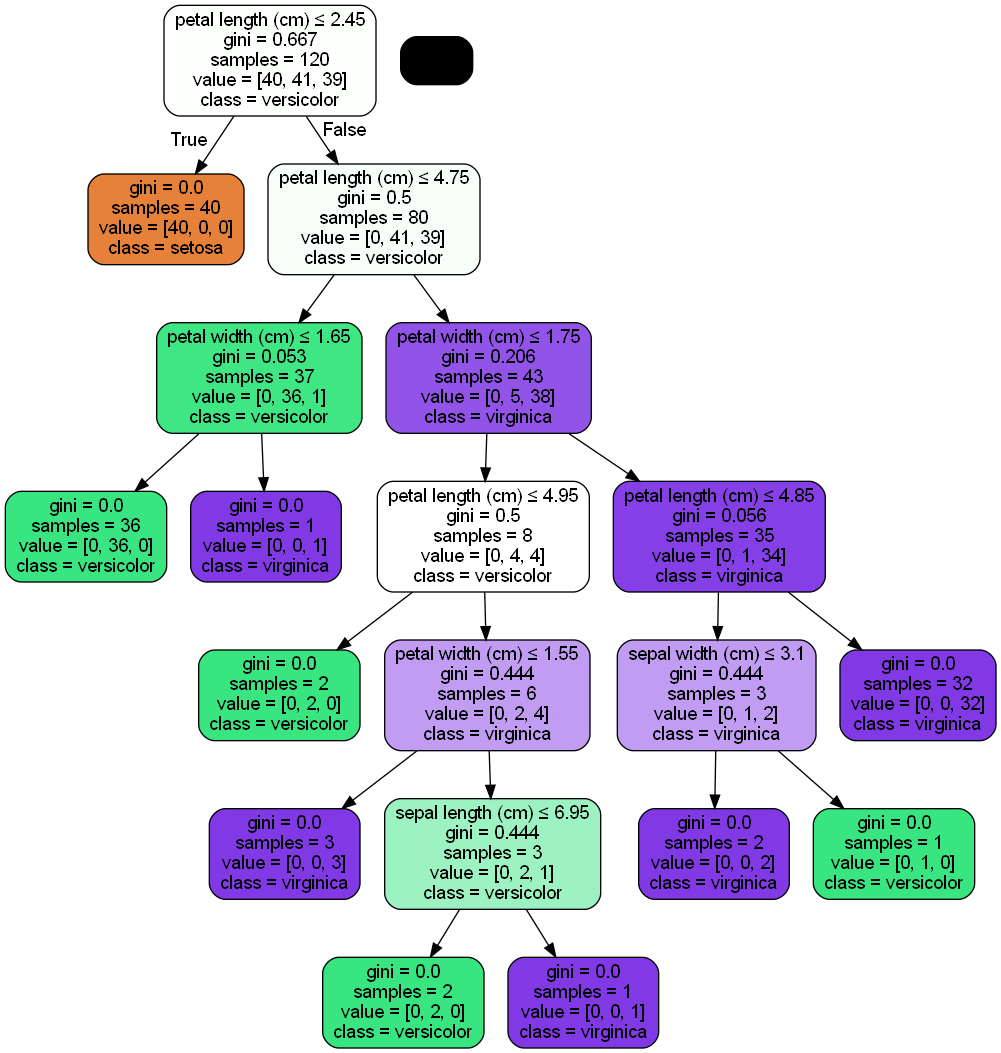 petal length (cm) ≤ 2.45
gini = 0.667
samples = 120
value = [40, 41, 39]
class = versicolor
True
False
gini = 0.0
samples = 40
value = [40, 0, 0]
class = setosa
petal length (cm) ≤ 4.75
gini = 0.5
samples = 80
value = [0, 41, 39]
class = versicolor
petal width (cm) ≤ 1.65
gini = 0.053
samples = 37
value = [0, 36, 1]
class = versicolor
petal width (cm) ≤ 1.75
gini = 0.206
samples = 43
value = [0, 5, 38]
class = virginica
gini = 0.0
samples = 36
value = [0, 36, 0]
class = versicolor
gini = 0.0
samples = 1
value = [0, 0, 1]
class = virginica
petal length (cm) ≤ 4.95
gini = 0.5
samples = 8
value = [0, 4, 4]
class = versicolor
petal length (cm) ≤ 4.85
gini = 0.056
samples = 35
value = [0, 1, 34]
class = virginica
gini = 0.0
samples = 2
value = [0, 2, 0]
class = versicolor
petal width (cm) ≤ 1.55
gini = 0.444
samples = 6
value = [0, 2, 4]
class = virginica
sepal width (cm) ≤ 3.1
gini = 0.444
samples = 3
value = [0, 1, 2]
class = virginica
gini = 0.0
samples = 32
value = [0, 0, 32]
class = virginica
gini = 0.0
samples = 3
value = [0, 0, 3]
class = virginica
sepal length (cm) ≤ 6.95
gini = 0.444
samples = 3
value = [0, 2, 1]
class = versicolor
gini = 0.0
samples = 2
value = [0, 0, 2]
class = virginica
gini = 0.0
samples = 1
value = [0, 1, 0]
class = versicolor
gini = 0.0
samples = 2
value = [0, 2, 0]
class = versicolor
gini = 0.0
samples = 1
value = [0, 0, 1]
class = virginica